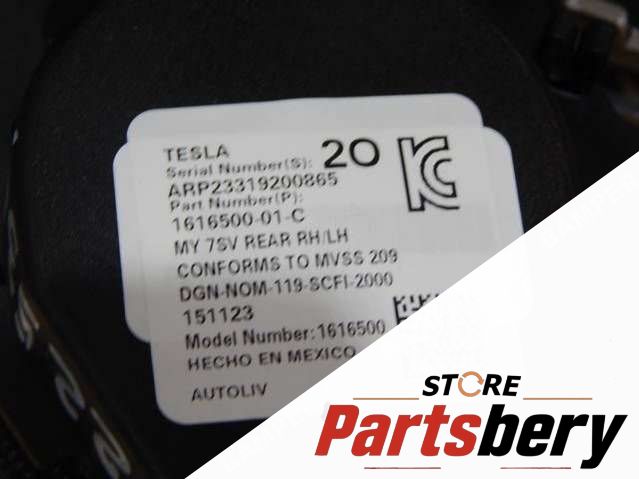 TESLA
Serial Number(S): 20
ARP23319200865
Part Number(P):
1616500-01-C
MY 7SV REAR RH/LH
CONFORMS TO MVSS 209
DGN-NOM-119-SCFI-2000
151123
Model Number:1616500
HECHO EN MEXICO
AUTOLIV
STORE
Partsbery